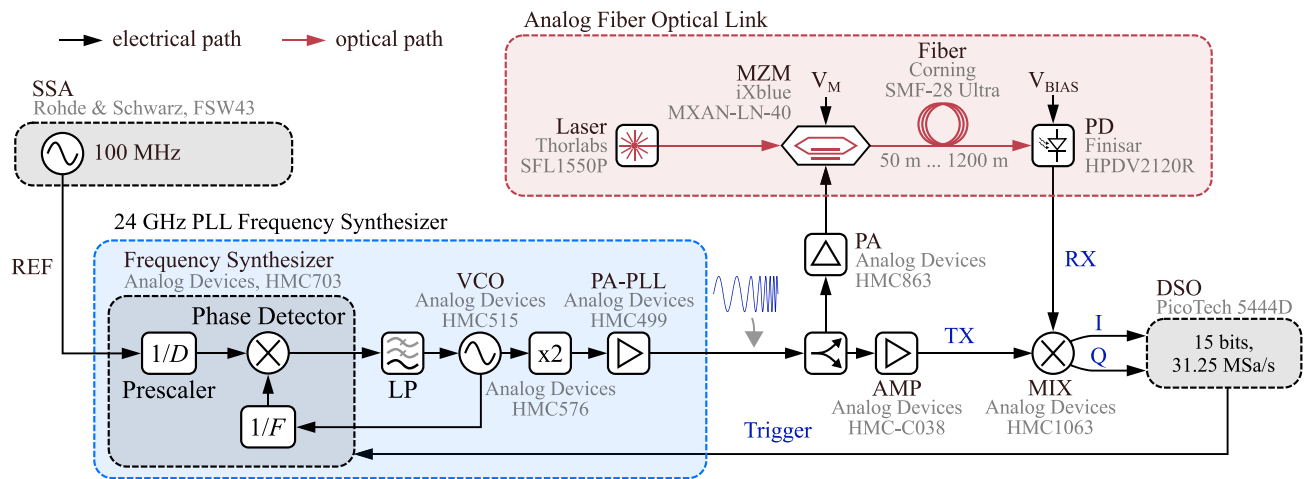 Analog Fiber Optical Link
electrical path
optical path
SSA
Rohde & Schwarz, FSW43
100 MHz
REF
Laser
Thorlabs
SFL1550P
MZM
iXblue
MXAN-LN-40
V_M
Fiber
Corning
SMF-28 Ultra
50 m ... 1200 m
V_BIAS
PD
Finisar
HPDV2120R
24 GHz PLL Frequency Synthesizer
Frequency Synthesizer
Analog Devices, HMC703
Phase Detector
1/D
Prescaler
1/F
LP
VCO
Analog Devices
HMC515
x2
Analog Devices
HMC576
PA-PLL
Analog Devices
HMC499
PA
Analog Devices
HMC863
AMP
Analog Devices
HMC-C038
TX
RX
MIX
Analog Devices
HMC1063
I
Q
DSO
PicoTech 5444D
15 bits,
31.25 MSa/s
Trigger